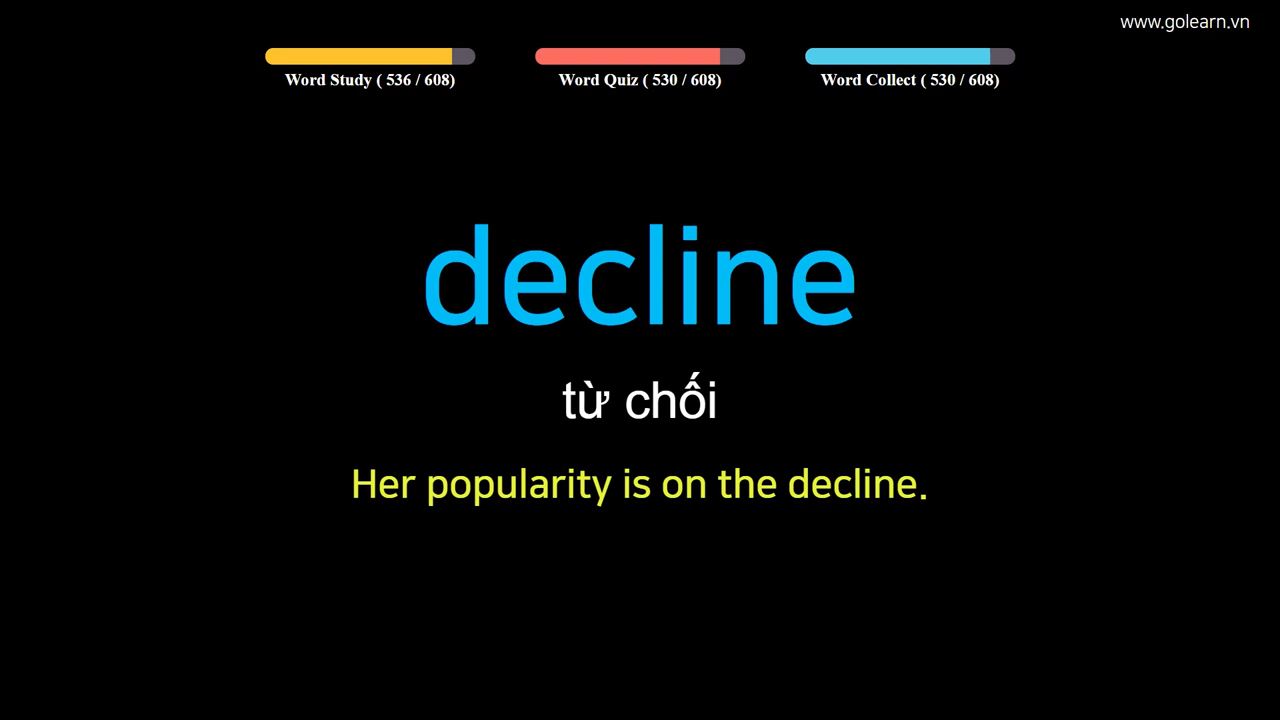 www.golearn.vn
Word Study ( 536 / 608)
Word Quiz ( 530 / 608)
Word Collect ( 530 / 608)
decline
từ chối
Her popularity is on the decline.